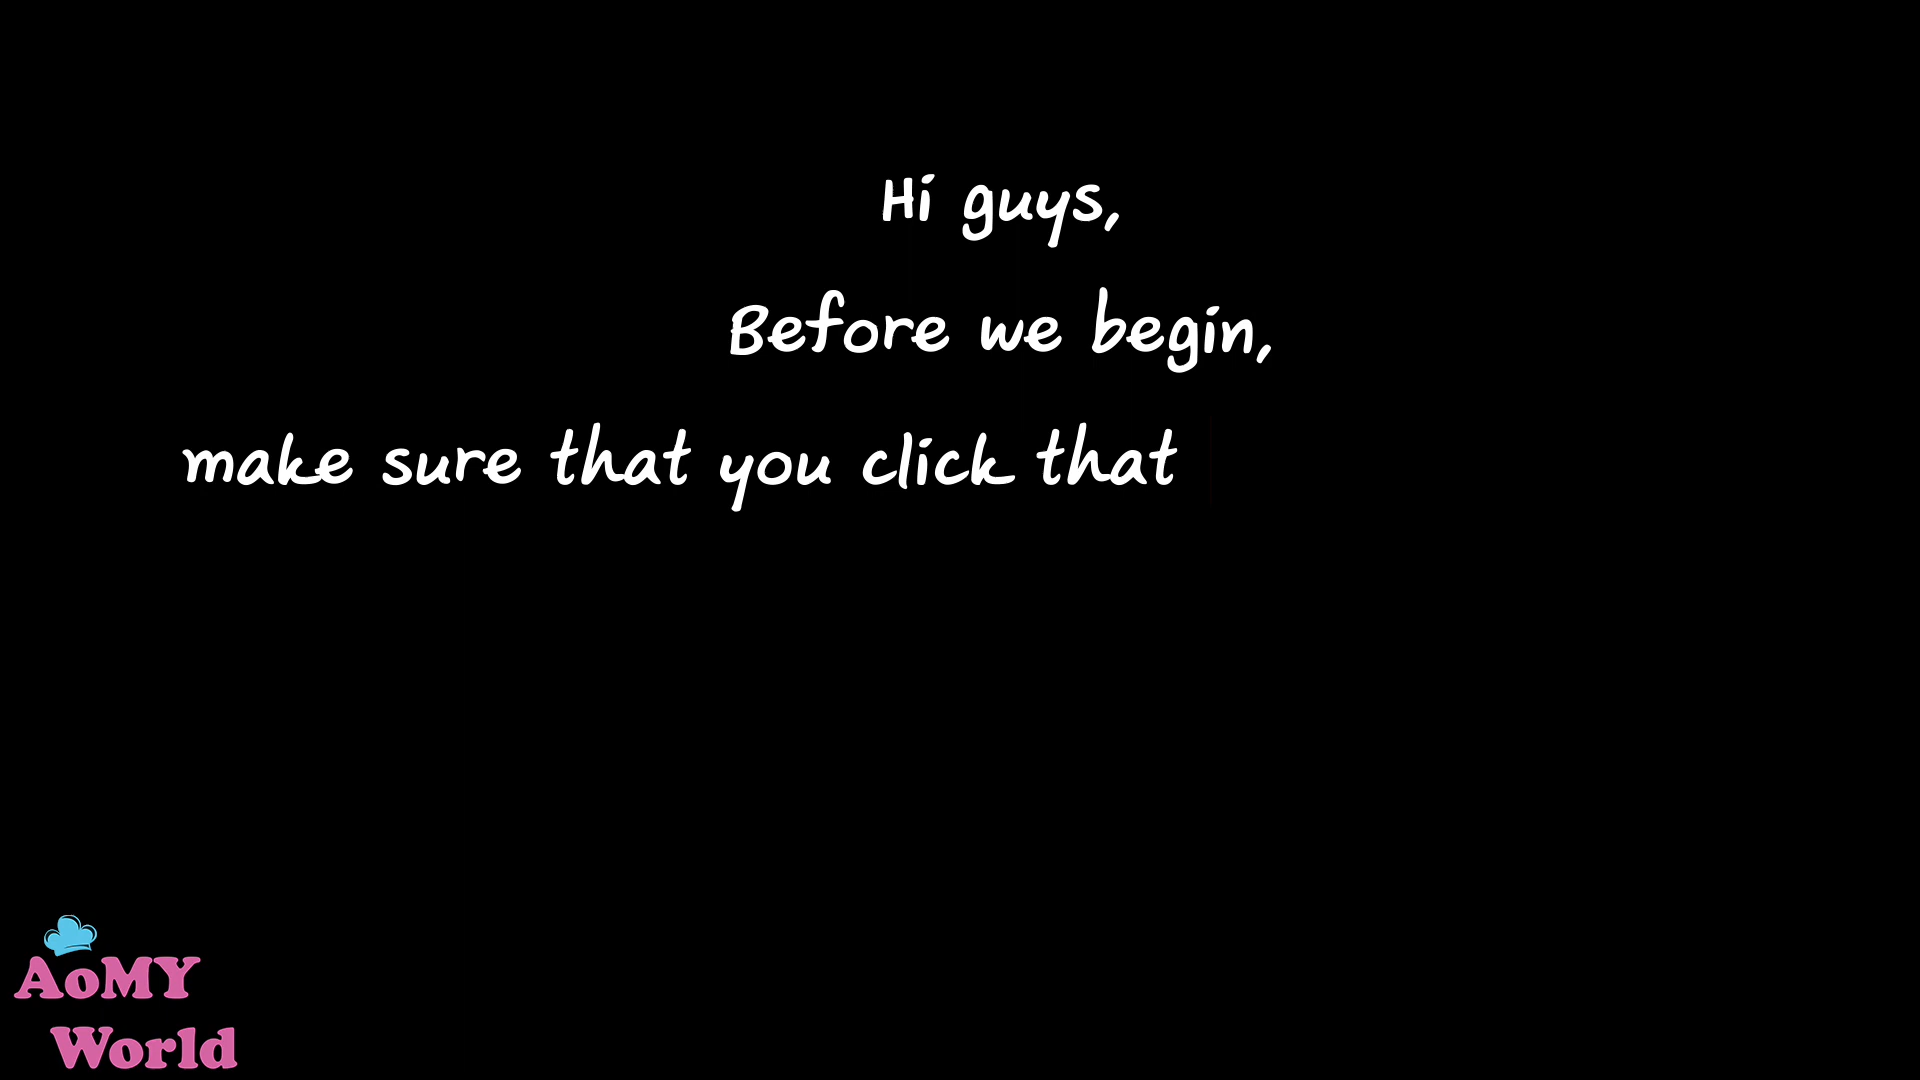 Hi guys,
Before we begin,
make sure that you click that
AoMY
World